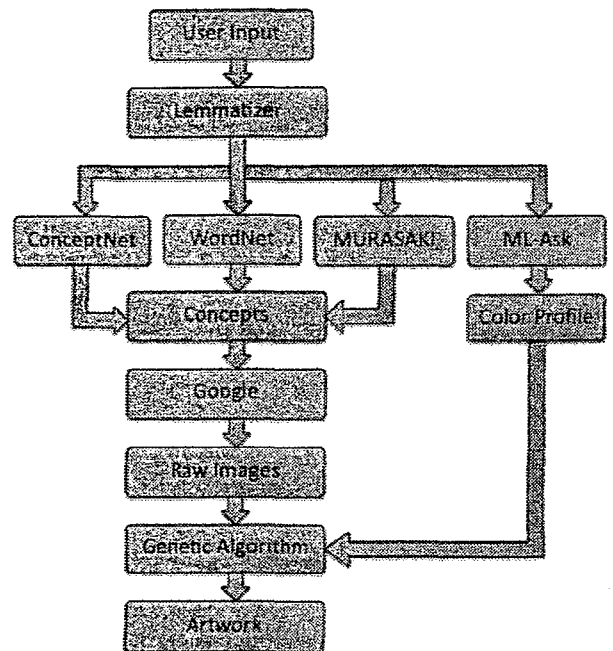 User Input
Lemmatizer
ConceptNet WordNet MURASAKI ML-Ask
Concepts Color Profile
Google
Raw Images
Genetic Algorithm
Artwork